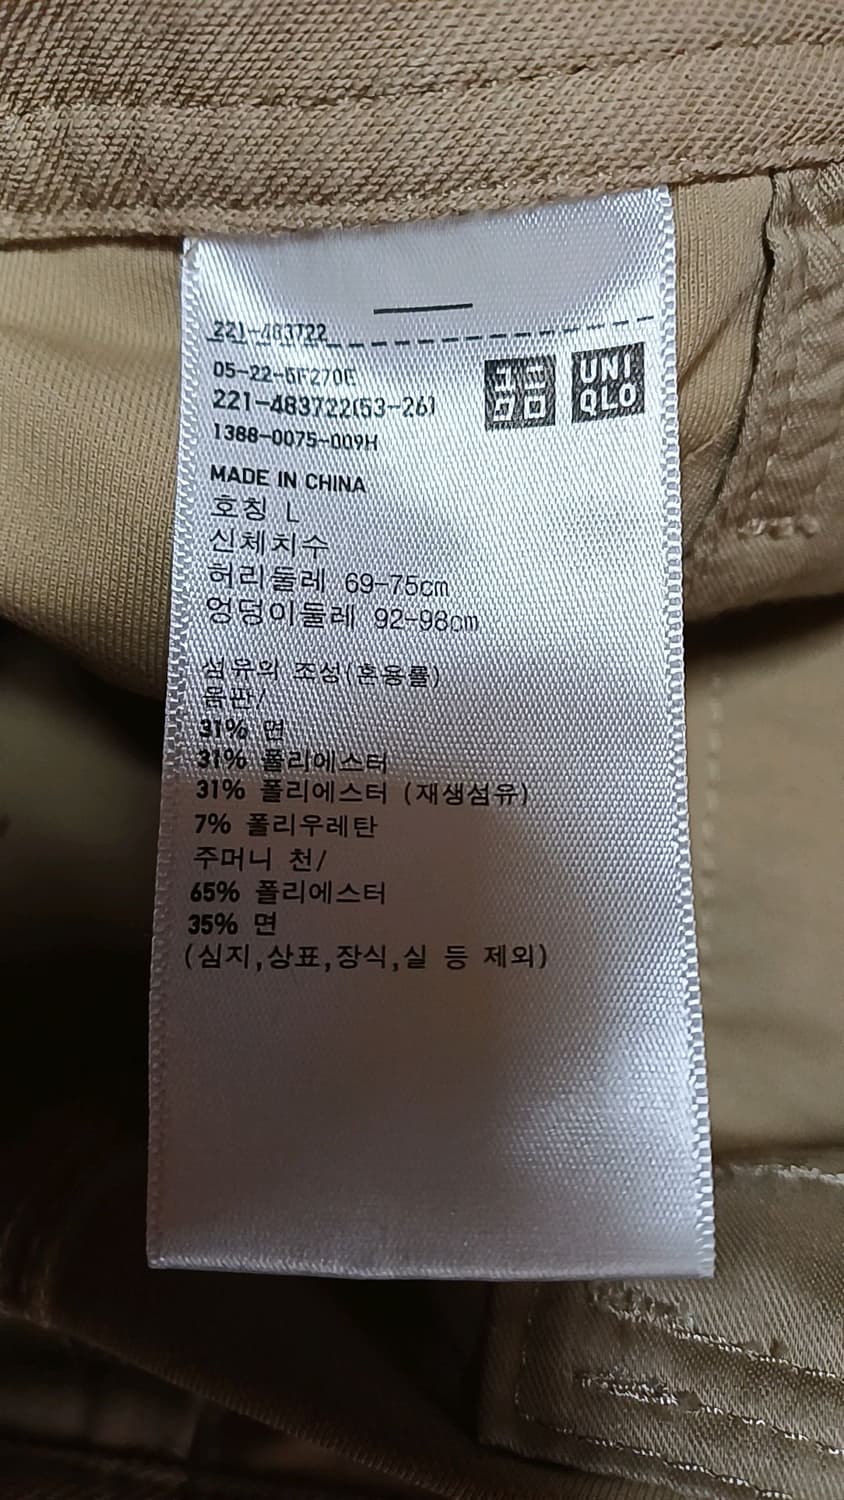 221-483722
05-22-5F270E
221-483722(53-26)
ユニ
クロ
UNI
QLO
1388-0075-009H
MADE IN CHINA
호칭 L
신체치수
허리둘레 69-75cm
엉덩이둘레 92-98cm
섬유의 조성(혼용률)
몸판/
31% 면
31% 폴리에스터
31% 폴리에스터 (재생섬유)
7% 폴리우레탄
주머니 천/
65% 폴리에스터
35% 면
(심지,상표,장식,실 등 제외)